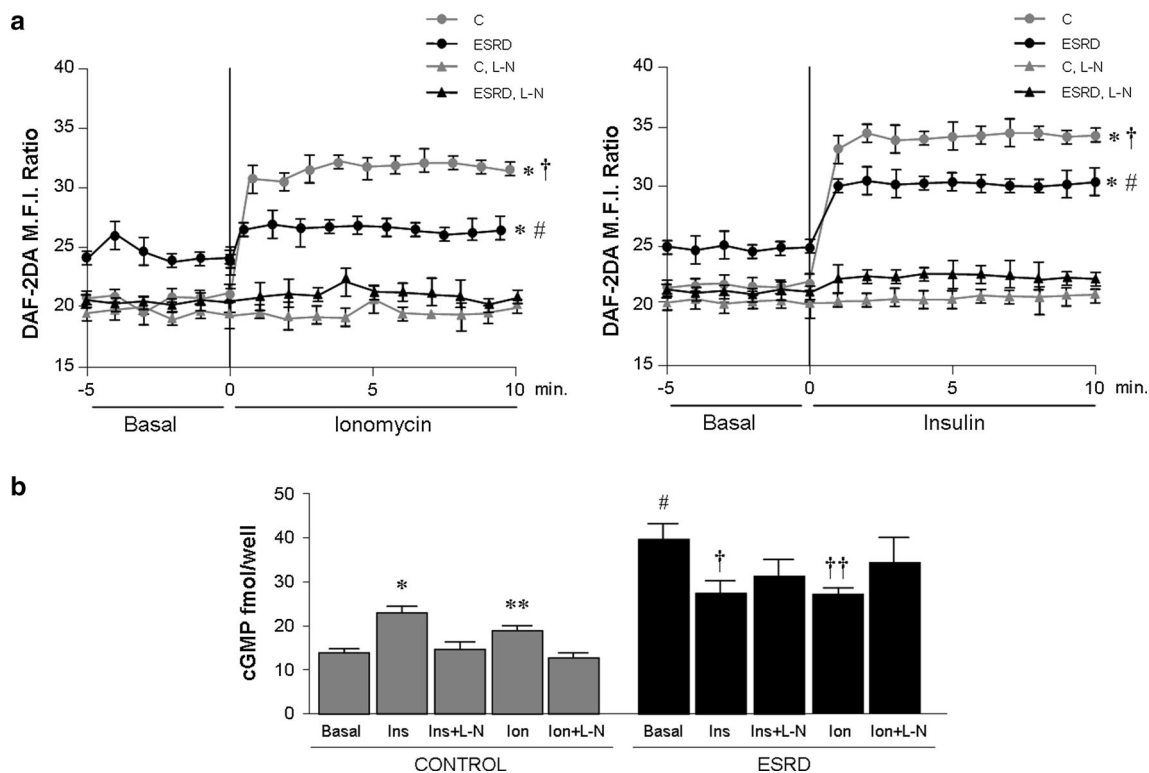 a
C
ESRD
C, L-N
ESRD, L-N
DAF-2DA M.F.I. Ratio
40
35
30
25
20
15
* †
* #
-5 0 5 10 min.
Basal Ionomycin
C
ESRD
C, L-N
ESRD, L-N
DAF-2DA M.F.I. Ratio
40
35
30
25
20
15
* †
* #
-5 0 5 10 min.
Basal Insulin
b
cGMP fmol/well
50
40
30
20
10
0
* ** # † ††
Basal Ins Ins+L-N Ion Ion+L-N Basal Ins Ins+L-N Ion Ion+L-N
CONTROL ESRD